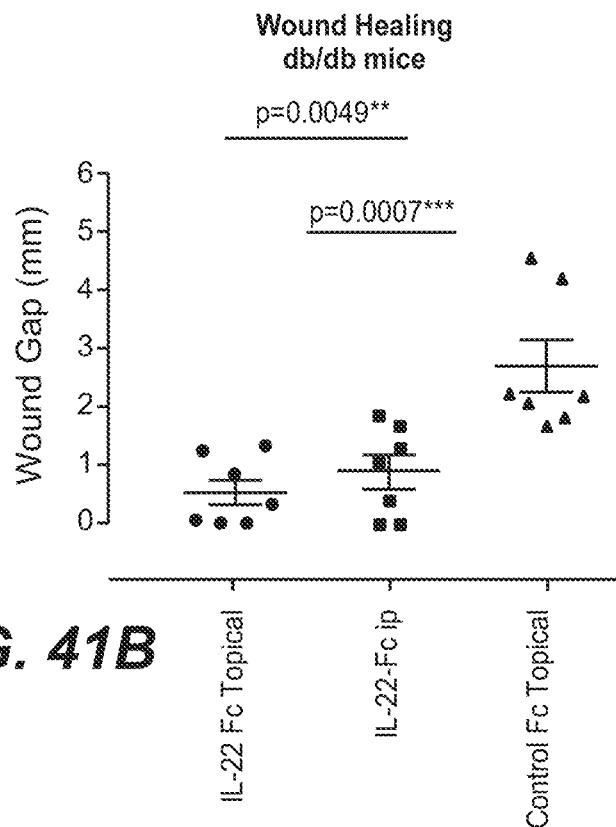 Wound Healing
db/db mice
p=0.0049**
p=0.0007***
Wound Gap (mm)
6
5
4
3
2
1
0
IL-22 Fc Topical
IL-22-Fc ip
Control Fc Topical
G. 41B